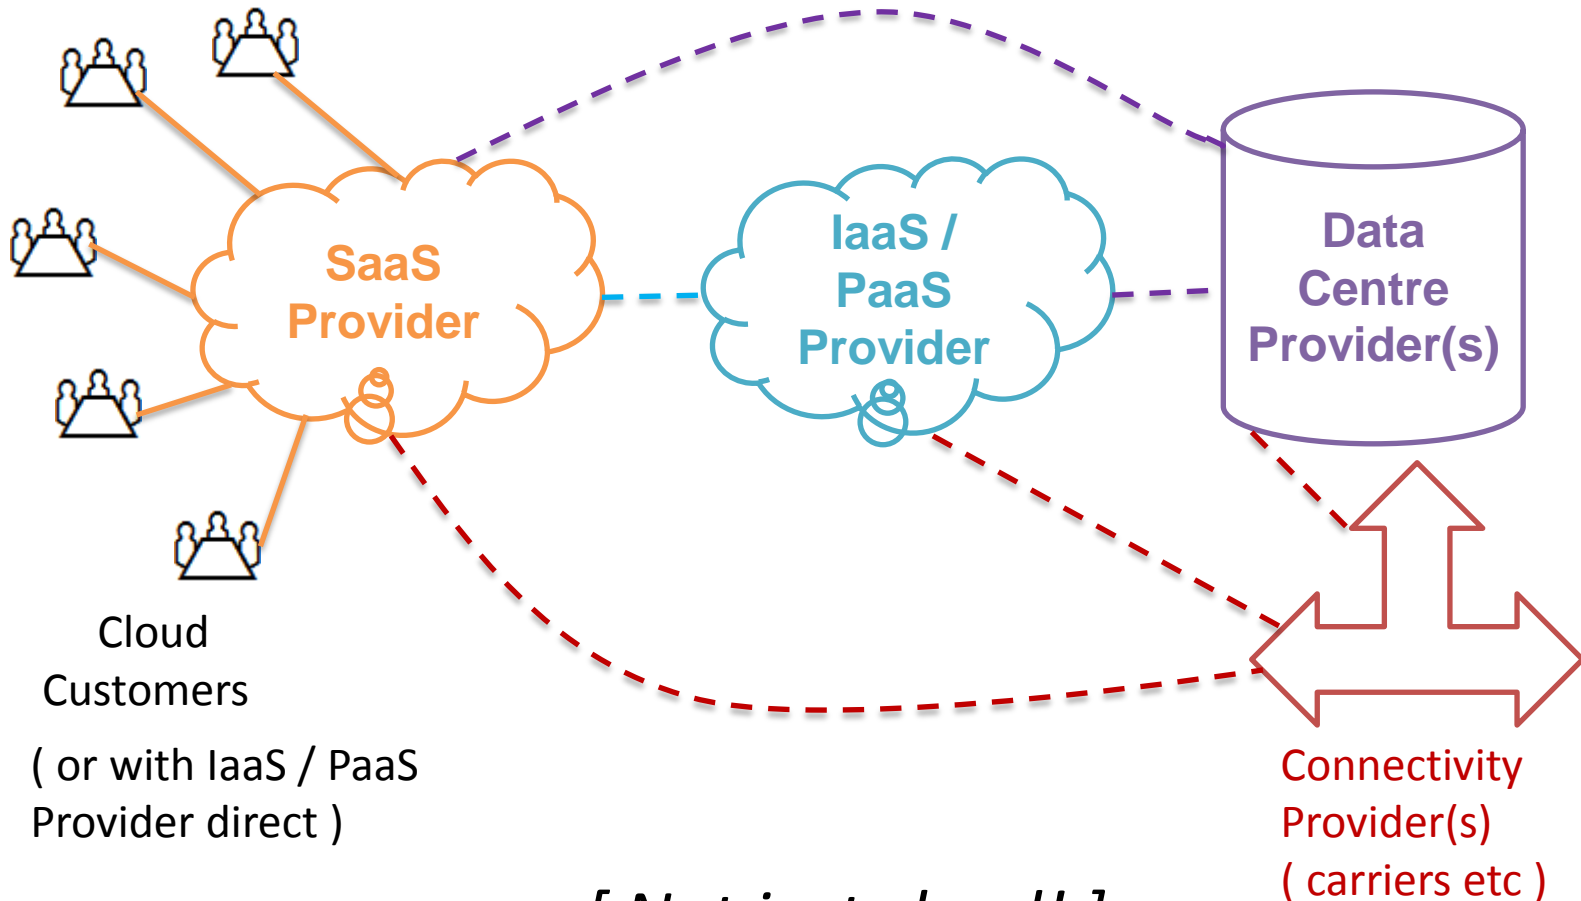 SaaS
Provider
IaaS /
PaaS
Provider
Data
Centre
Provider(s)
Cloud
Customers
( or with IaaS / PaaS
Provider direct )
Connectivity
Provider(s)
( carriers etc )